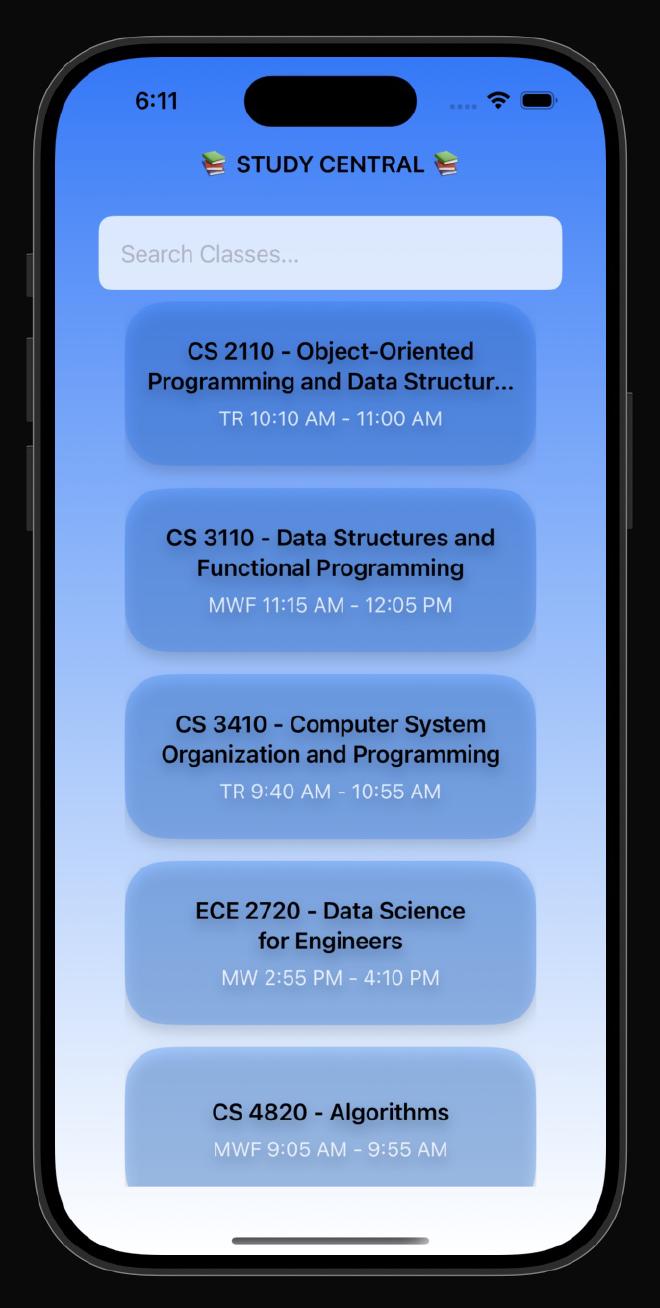 6:11
📚 STUDY CENTRAL 📚
Search Classes...
CS 2110 - Object-Oriented
Programming and Data Structur...
TR 10:10 AM - 11:00 AM
CS 3110 - Data Structures and
Functional Programming
MWF 11:15 AM - 12:05 PM
CS 3410 - Computer System
Organization and Programming
TR 9:40 AM - 10:55 AM
ECE 2720 - Data Science
for Engineers
MW 2:55 PM - 4:10 PM
CS 4820 - Algorithms
MWF 9:05 AM - 9:55 AM